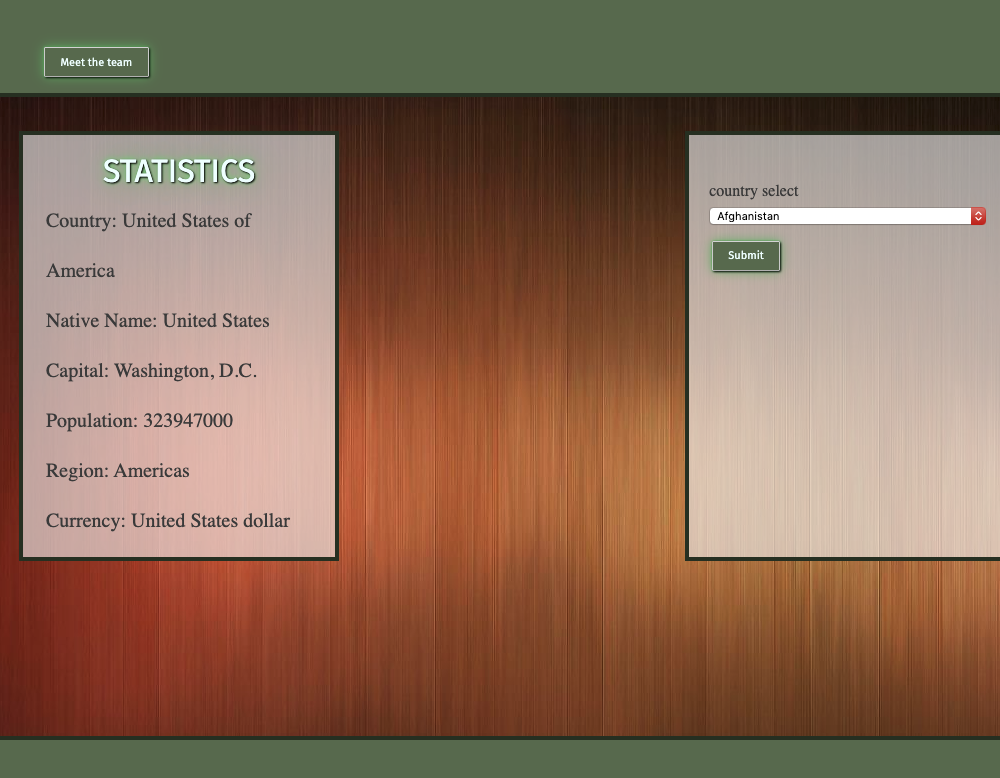 Meet the team
STATISTICS
Country: United States of
America
Native Name: United States
Capital: Washington, D.C.
Population: 323947000
Region: Americas
Currency: United States dollar
country select
Afghanistan
Submit